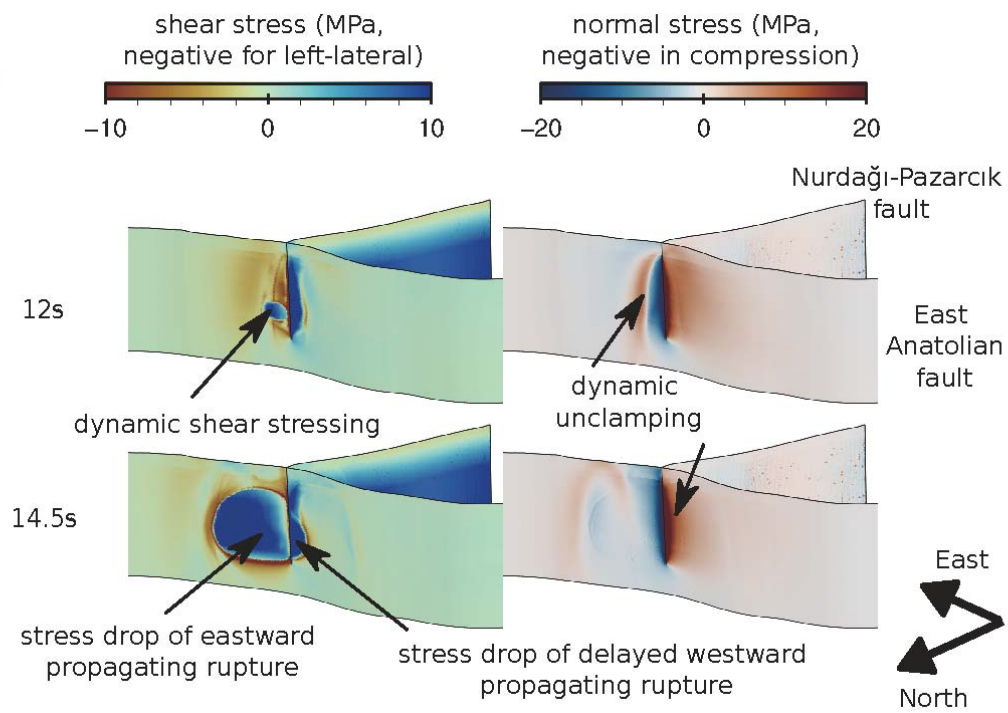 shear stress (MPa,
negative for left-lateral)
−10 0 10
normal stress (MPa,
negative in compression)
−20 0 20
Nurdağı-Pazarcık
fault
12s
East
Anatolian
fault
dynamic shear stressing
dynamic
unclamping
14.5s
stress drop of eastward
propagating rupture
stress drop of delayed westward
propagating rupture
East
North